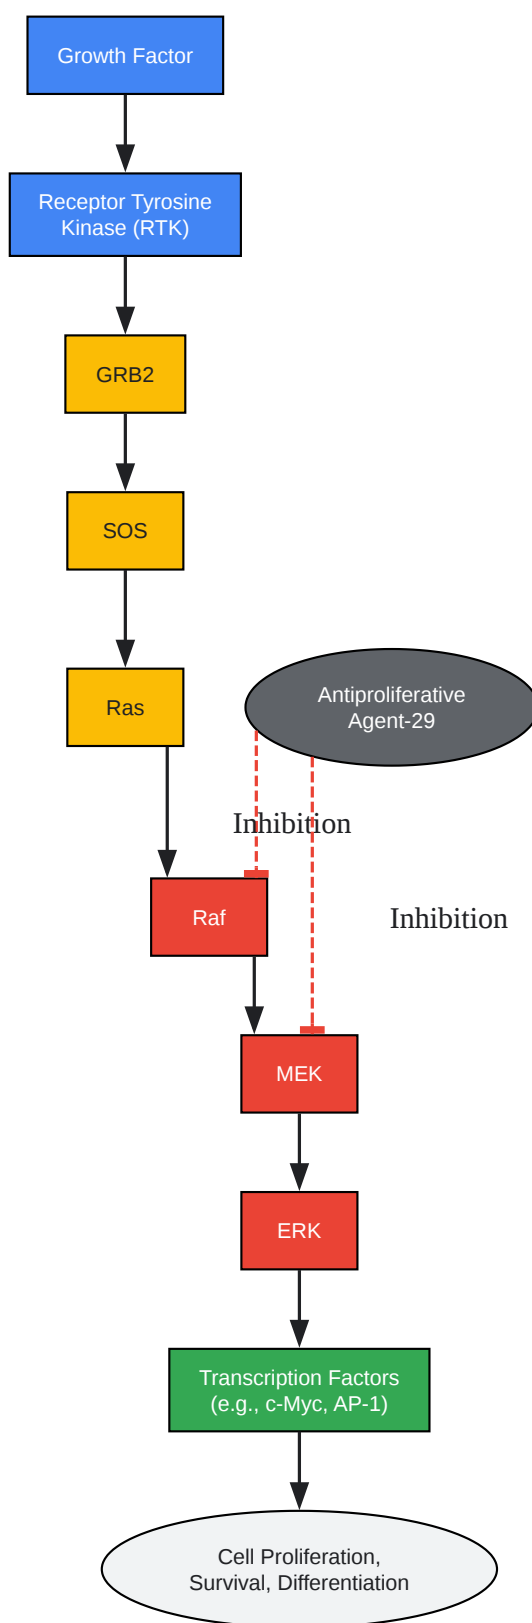 Growth Factor
Receptor Tyrosine
Kinase (RTK)
GRB2
SOS
Ras
Antiproliferative
Agent-29
Inhibition
Raf
Inhibition
MEK
ERK
Transcription Factors
(e.g., c-Myc, AP-1)
Cell Proliferation,
Survival, Differentiation